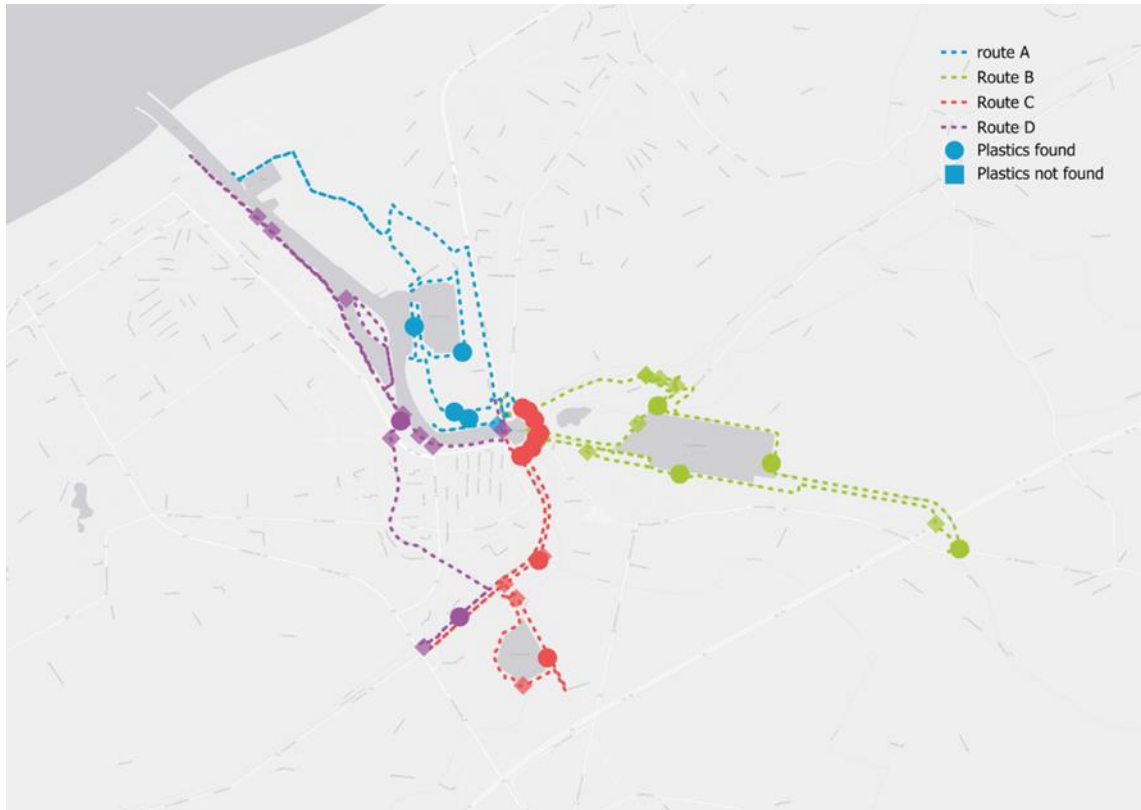 route A
Route B
Route C
Route D
Plastics found
Plastics not found